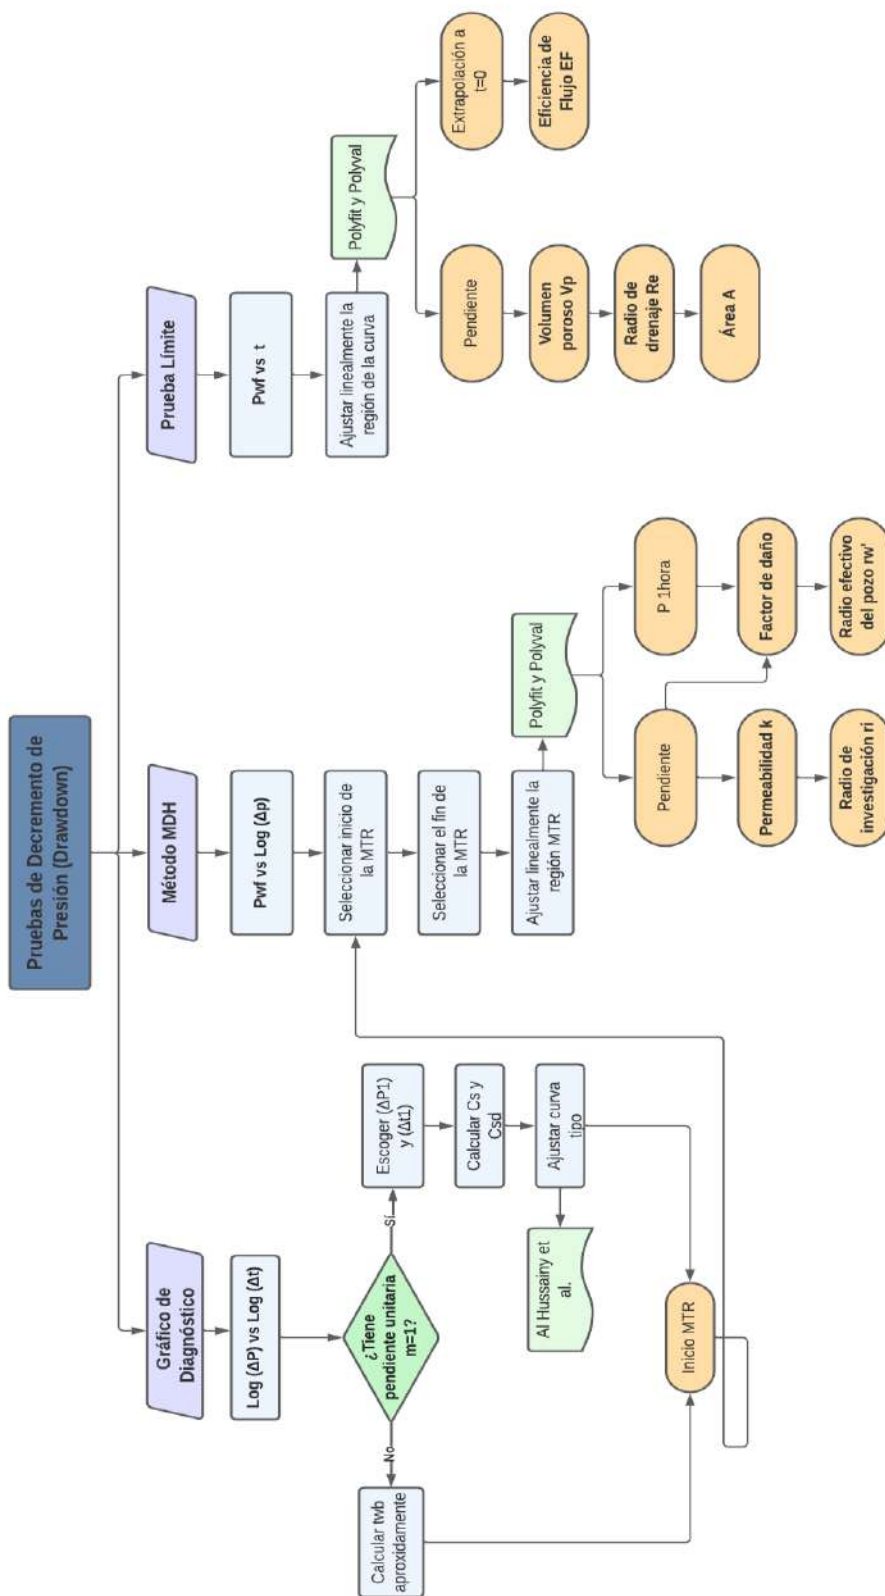 Pruebas de Decremento de
Presión (Drawdown)
Gráfico de
Diagnóstico
Log (ΔP) vs Log (Δt)
¿Tiene
pendiente unitaria
m=1?
No
Sí
Calcular twb
aproxidamente
Escoger (ΔP1)
y (Δt1)
Calcular Cs y
Csd
Ajustar curva
tipo
Al Hussainy et
al.
Inicio MTR
Método MDH
Pwf vs Log (Δp)
Seleccionar inicio de
la MTR
Seleccionar el fin de
la MTR
Ajustar linealmente la
región MTR
Polyfit y Polyval
Pendiente
P 1hora
Permeabilidad k
Factor de daño
Radio de
investigación ri
Radio efectivo
del pozo rw'
Prueba Límite
Pwf vs t
Ajustar linealmente la
región de la curva
Polyfit y Polyval
Pendiente
Extrapolación a
t=0
Volumen
poroso Vp
Eficiencia de
Flujo EF
Radio de
drenaje Re
Área A